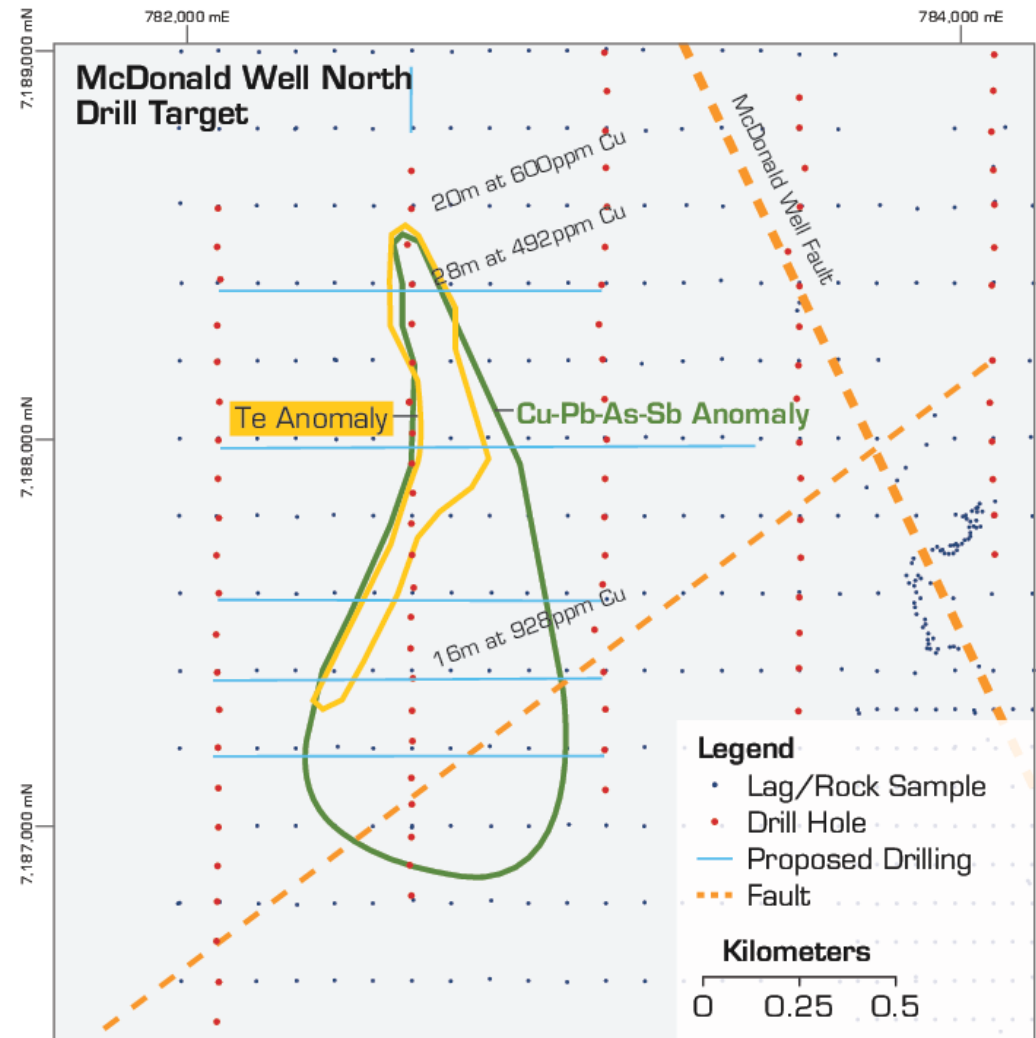 782,000 mE
784,000 mE
7,189,000 mN
McDonald Well North
Drill Target
McDonald Well Fault
20m at 600ppm Cu
28m at 492ppm Cu
Te Anomaly
Cu-Pb-As-Sb Anomaly
7,188,000 mN
16m at 928ppm Cu
7,187,000 mN
Legend
Lag/Rock Sample
Drill Hole
Proposed Drilling
Fault
Kilometers
0 0.25 0.5